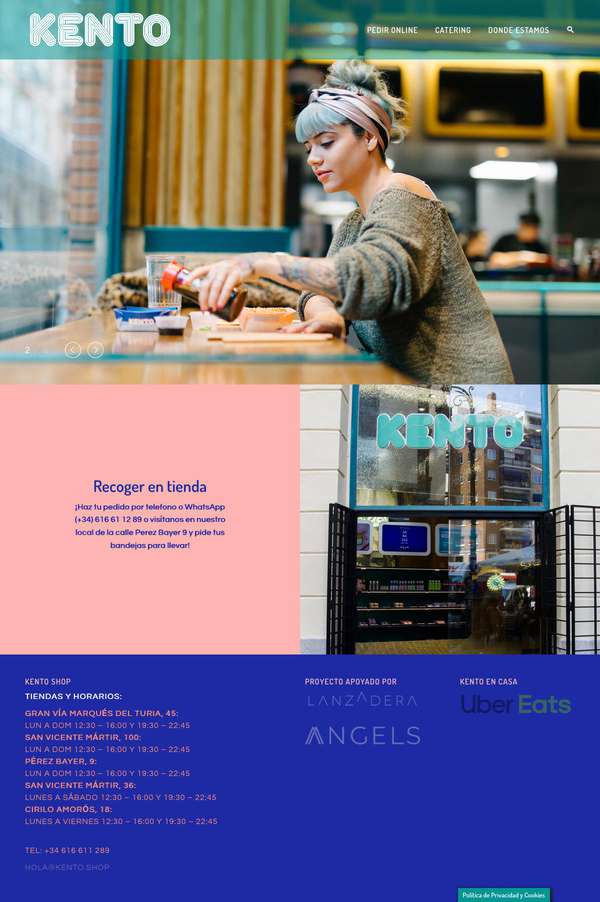 KENTO
PEDIR ONLINE CATERING DONDE ESTAMOS
2
KENTO
Recoger en tienda
¡Haz tu pedido por telefono o WhatsApp
(+34) 616 61 12 89 o visítanos en nuestro
local de la calle Perez Bayer 9 y pide tus
bandejas para llevar!
KENTO SHOP
TIENDAS Y HORARIOS:
GRAN VÍA MARQUÉS DEL TURIA, 45:
LUN A DOM 12:30 – 16:00 Y 19:30 – 22:45
SAN VICENTE MÁRTIR, 100:
LUN A DOM 12:30 – 16:00 Y 19:30 – 22:45
PÉREZ BAYER, 9:
LUN A DOM 12:30 – 16:00 Y 19:30 – 22:45
SAN VICENTE MÁRTIR, 36:
LUNES A SÁBADO 12:30 – 16:00 Y 19:30 – 22:45
CIRILO AMORÓS, 18:
LUNES A VIERNES 12:30 – 16:00 Y 19:30 – 22:45
TEL: +34 616 611 289
HOLA@KENTO.SHOP
PROYECTO APOYADO POR
LANZADERA
ANGELS
KENTO EN CASA
Uber Eats
Política de Privacidad y Cookies